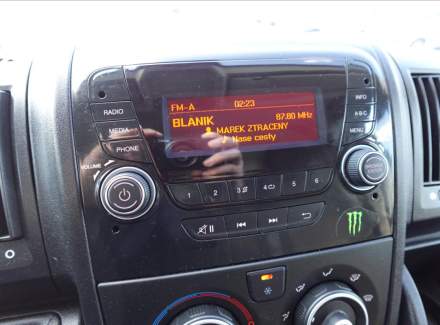 FM-A 02:23
BLANIK 87.80 MHz
MAREK ZTRACENY
Nase cesty
RADIO
MEDIA
PHONE
VOLUME
INFO
A-B-C
MENU
1 2 3 4 5 6